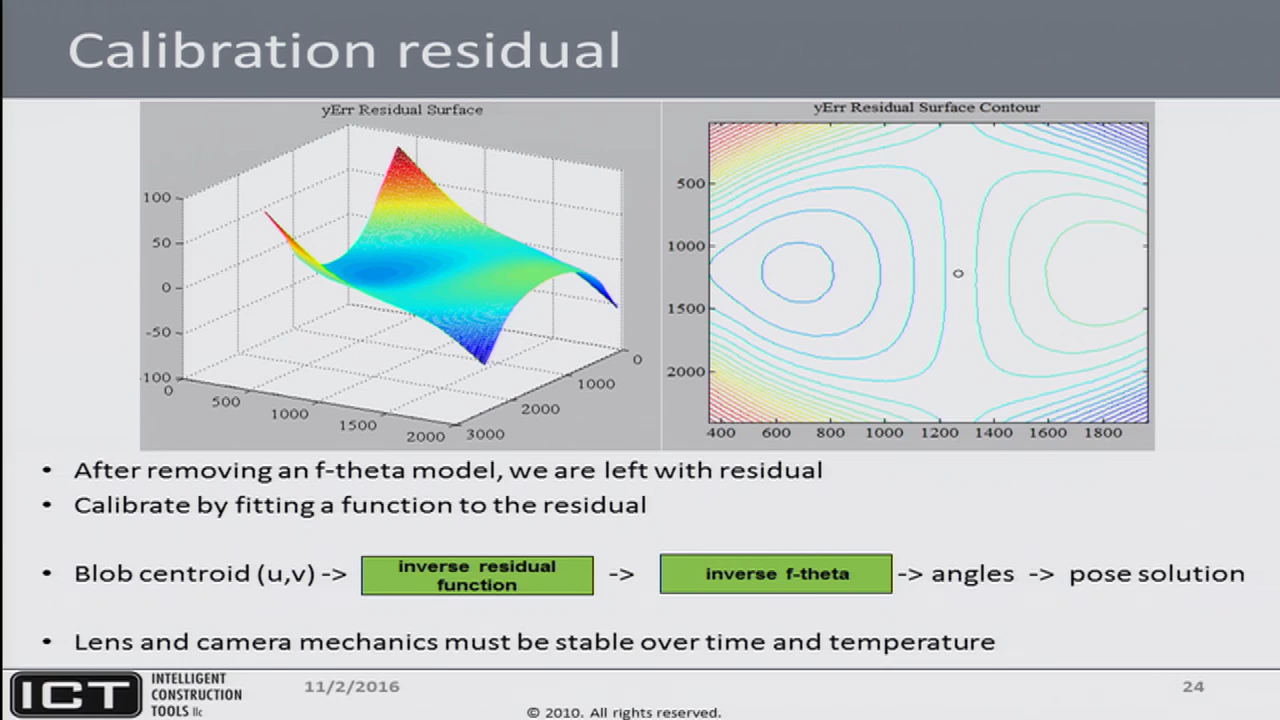 Calibration residual
yErr Residual Surface
100
50
0
-50
-100
0
500
1000
1500
2000
3000
2000
1000
0
yErr Residual Surface Contour
500
1000
1500
2000
400 600 800 1000 1200 1400 1600 1800
• After removing an f-theta model, we are left with residual
• Calibrate by fitting a function to the residual
• Blob centroid (u,v) -> inverse residual function -> inverse f-theta -> angles -> pose solution
• Lens and camera mechanics must be stable over time and temperature
ICT INTELLIGENT
CONSTRUCTION
TOOLS llc
11/2/2016
24
© 2010. All rights reserved.